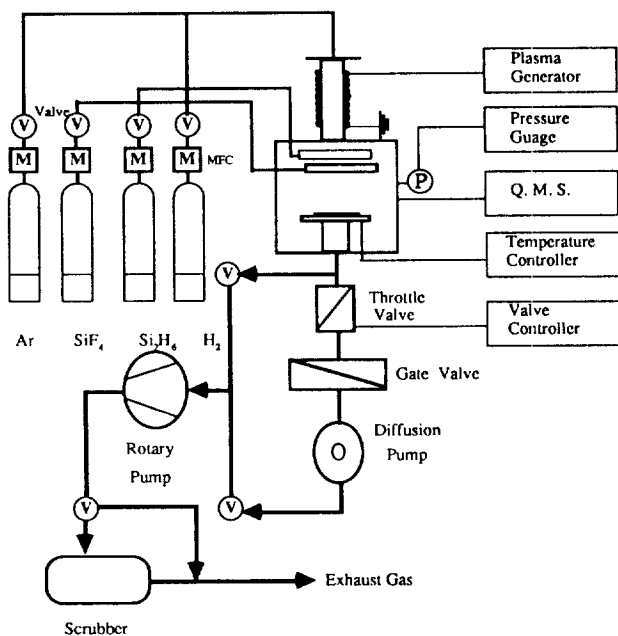 Plasma
Generator
Valve
V V V V
Pressure
Guage
M M M M MFC
P
Q. M. S.
Temperature
Controller
V
Throttle
Valve
Valve
Controller
Ar SiF4 Si2H6 H2
Gate Valve
Diffusion
Pump
Rotary
Pump
V V
Exhaust Gas
Scrubber